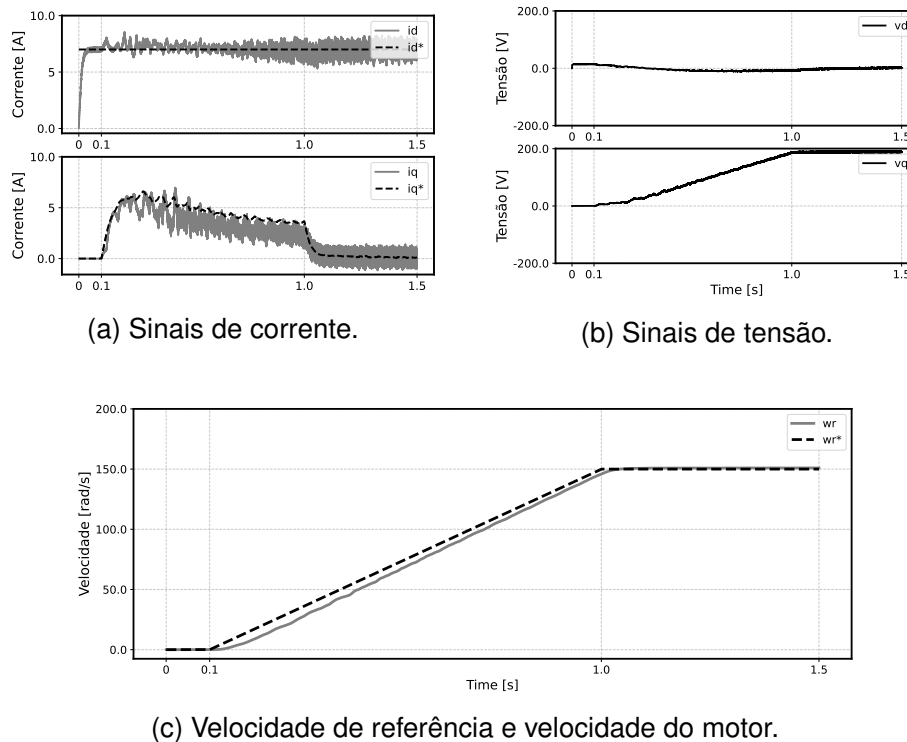 10.0
5
0.0
Corrente [A]
id
id*
0
0.1
1.0
1.5
10.0
5
0.0
Corrente [A]
iq
iq*
0
0.1
1.0
1.5
(a) Sinais de corrente.
200.0
0.0
-200.0
Tensão [V]
vd
0
0.1
1.0
1.5
200.0
0.0
-200.0
Tensão [V]
vq
0
0.1
1.0
1.5
Time [s]
(b) Sinais de tensão.
200.0
150.0
100.0
50.0
0.0
Velocidade [rad/s]
wr
wr*
0
0.1
1.0
1.5
Time [s]
(c) Velocidade de referência e velocidade do motor.